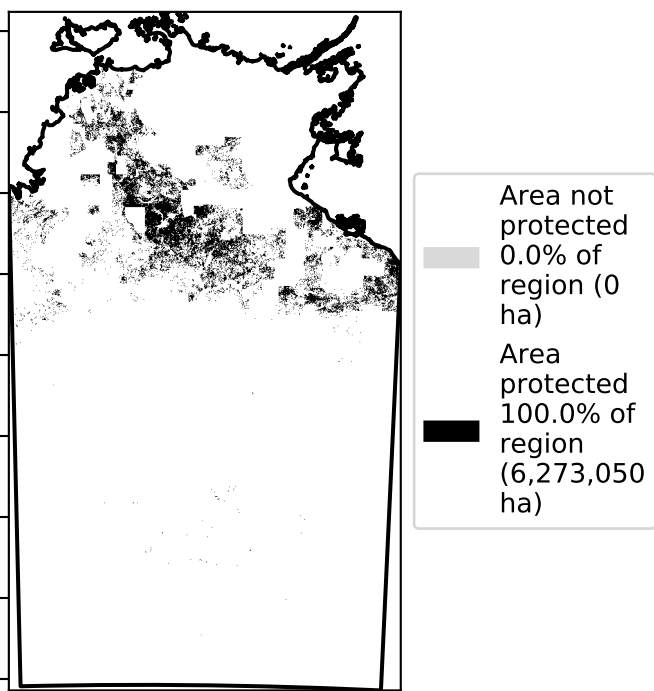 Area not
protected
0.0% of
region (0
ha)
Area
protected
100.0% of
region
(6,273,050
ha)